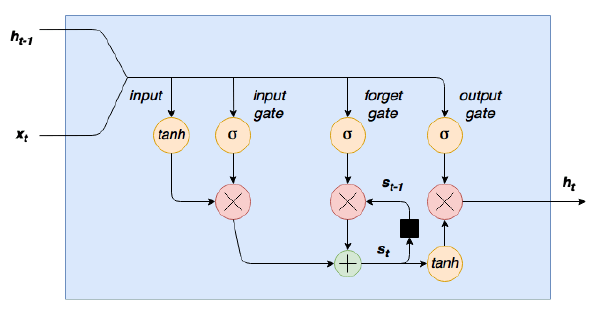 h_{t-1}
input
input gate
forget gate
output gate
x_t
tanh
σ
σ
σ
s_{t-1}
h_t
s_t
tanh